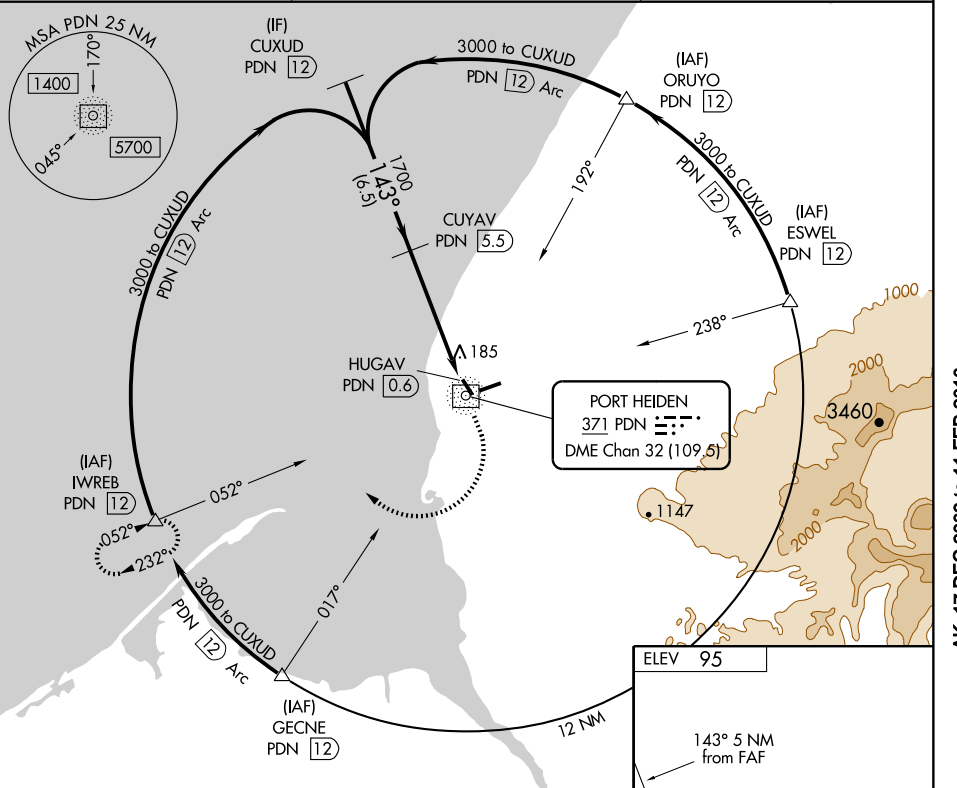 MSA PDN 25 NM
170°
1400
5700
045°
(IF)
CUXUD
PDN 12
3000 to CUXUD
PDN 12 Arc
(IAF)
ORUYO
PDN 12
192°
3000 to CUXUD
PDN 12 Arc
(IAF)
ESWEL
PDN 12
238°
3000 to CUXUD
PDN 12 Arc
1700
143°
(6.5)
CUYAV
PDN 5.5
HUGAV
PDN 0.6
185
PORT HEIDEN
371 PDN
DME Chan 32 (109.5)
1000
2000
3460
1147
2000
(IAF)
IWREB
PDN 12
052°
052°
232°
017°
3000 to CUXUD
PDN 12 Arc
(IAF)
GECNE
PDN 12
12 NM
ELEV 95
143° 5 NM
from FAF